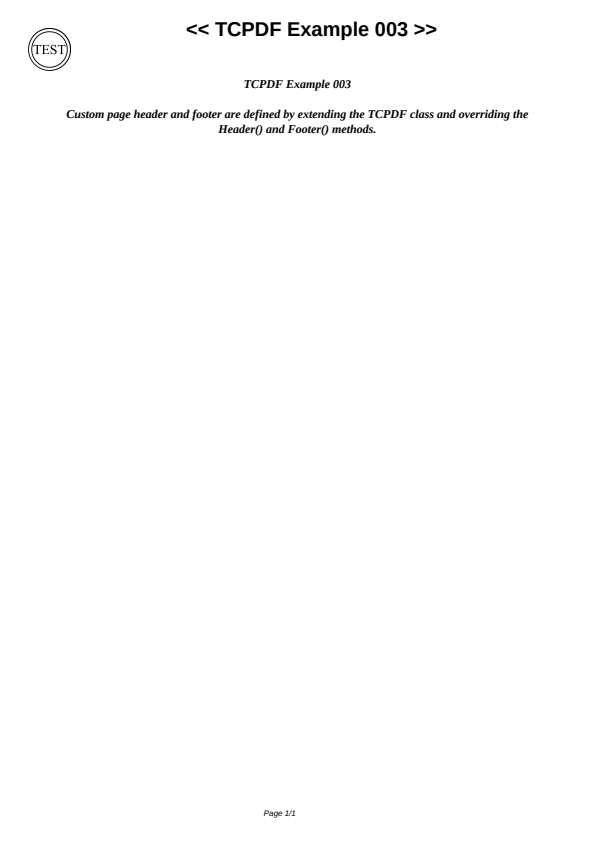 << TCPDF Example 003 >>
TEST
TCPDF Example 003
Custom page header and footer are defined by extending the TCPDF class and overriding the
Header() and Footer() methods.
Page 1/1